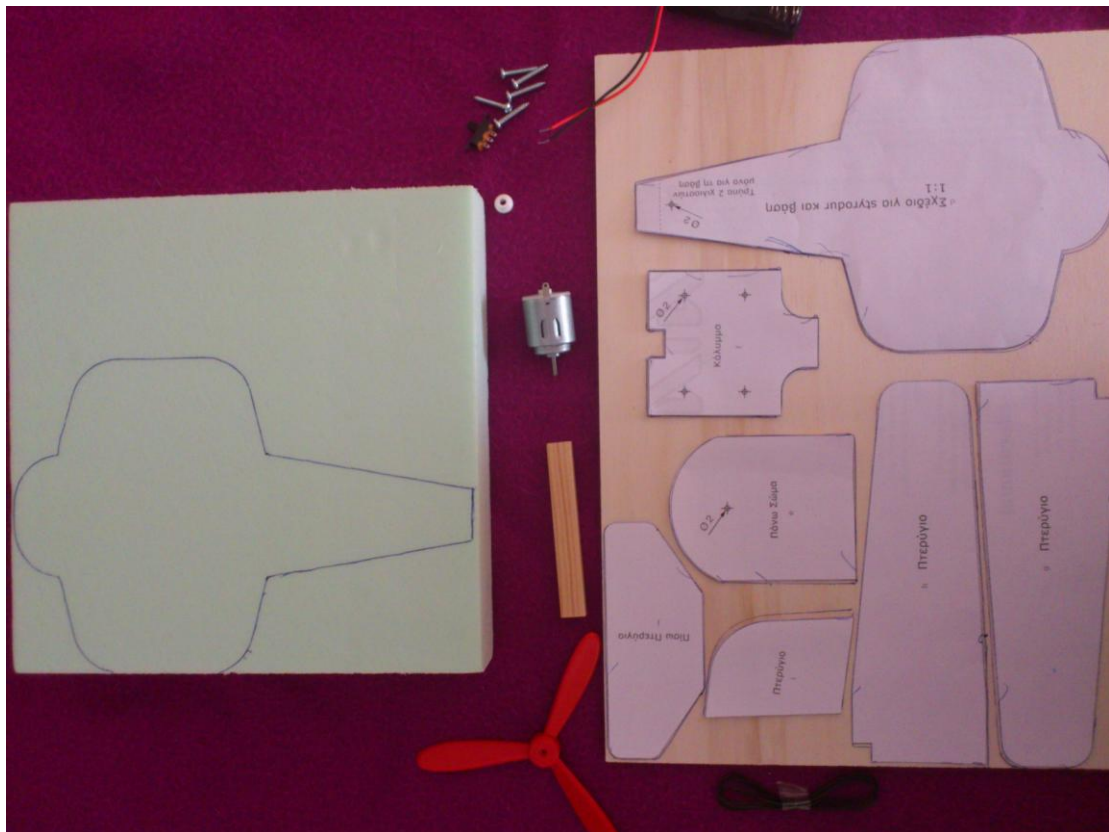 Σχέδιο για styrodur και βάση
1:1
Τρύπα 2 χιλιοστών
μόνο για τη βάση
Ø2
Ø2
Κάλυμμα
Ø2
Πάνω Σώμα
Πίσω Πτερύγιο
Πτερύγιο
Πτερύγιο
Πτερύγιο